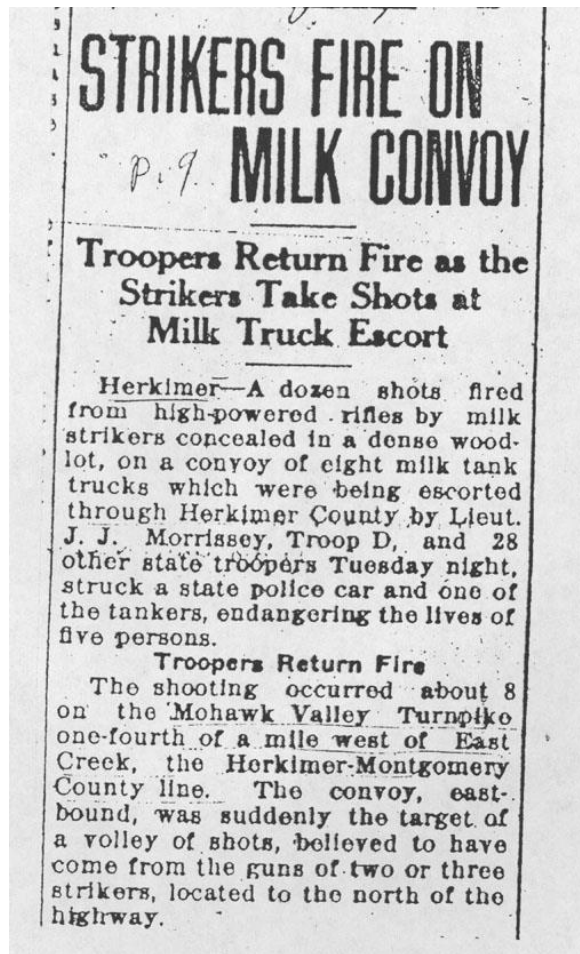 STRIKERS FIRE ON
p. 9 MILK CONVOY
Troopers Return Fire as the
Strikers Take Shots at
Milk Truck Escort
Herkimer—A dozen shots fired
from high-powered rifles by milk
strikers concealed in a dense wood-
lot, on a convoy of eight milk tank
trucks which were being escorted
through Herkimer County by Lieut.
J. J. Morrissey, Troop D, and 28
other state troopers Tuesday night,
struck a state police car and one of
the tankers, endangering the lives of
five persons.
Troopers Return Fire
The shooting occurred about 8
on the Mohawk Valley Turnpike
one-fourth of a mile west of East
Creek, the Herkimer-Montgomery
County line. The convoy, east-
bound, was suddenly the target of
a volley of shots, believed to have
come from the guns of two or three
strikers, located to the north of the
highway.